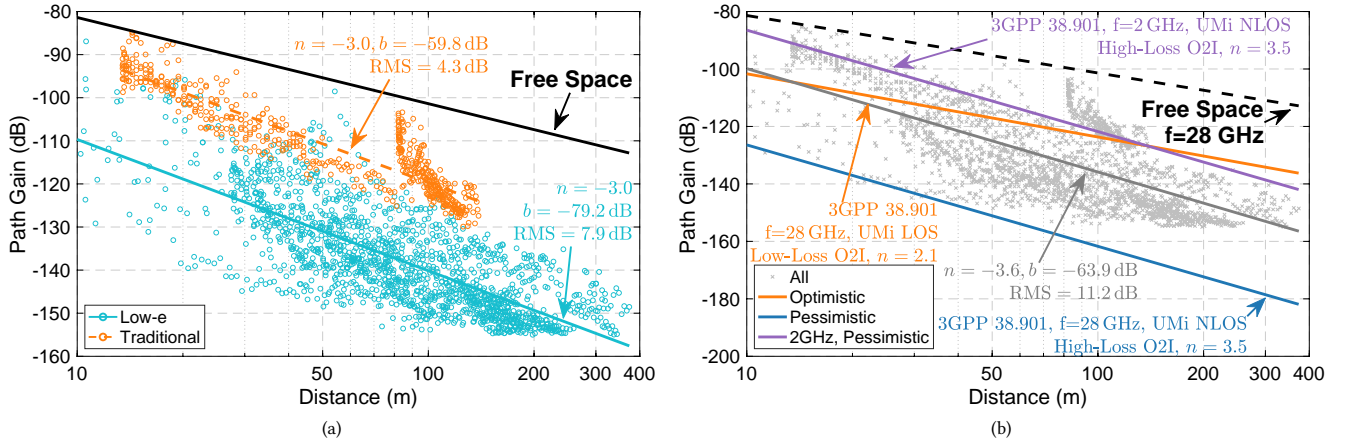 (a)
Path Gain (dB)
-80
-90
-100
-110
-120
-130
-140
-150
-160
n = −3.0, b = −59.8 dB
RMS = 4.3 dB
Free Space
n = −3.0
b = −79.2 dB
RMS = 7.9 dB
Low-e
Traditional
10
50
100
200
300
400
Distance (m)
(a)
(b)
Path Gain (dB)
-80
-100
-120
-140
-160
-180
-200
3GPP 38.901, f=2 GHz, UMi NLOS
High-Loss O2I, n = 3.5
Free Space
f=28 GHz
3GPP 38.901
f=28 GHz, UMi LOS
Low-Loss O2I, n = 2.1
n = −3.6, b = −63.9 dB
RMS = 11.2 dB
All
Optimistic
Pessimistic
2GHz, Pessimistic
3GPP 38.901, f=28 GHz, UMi NLOS
High-Loss O2I, n = 3.5
10
50
100
200
300
400
Distance (m)
(b)